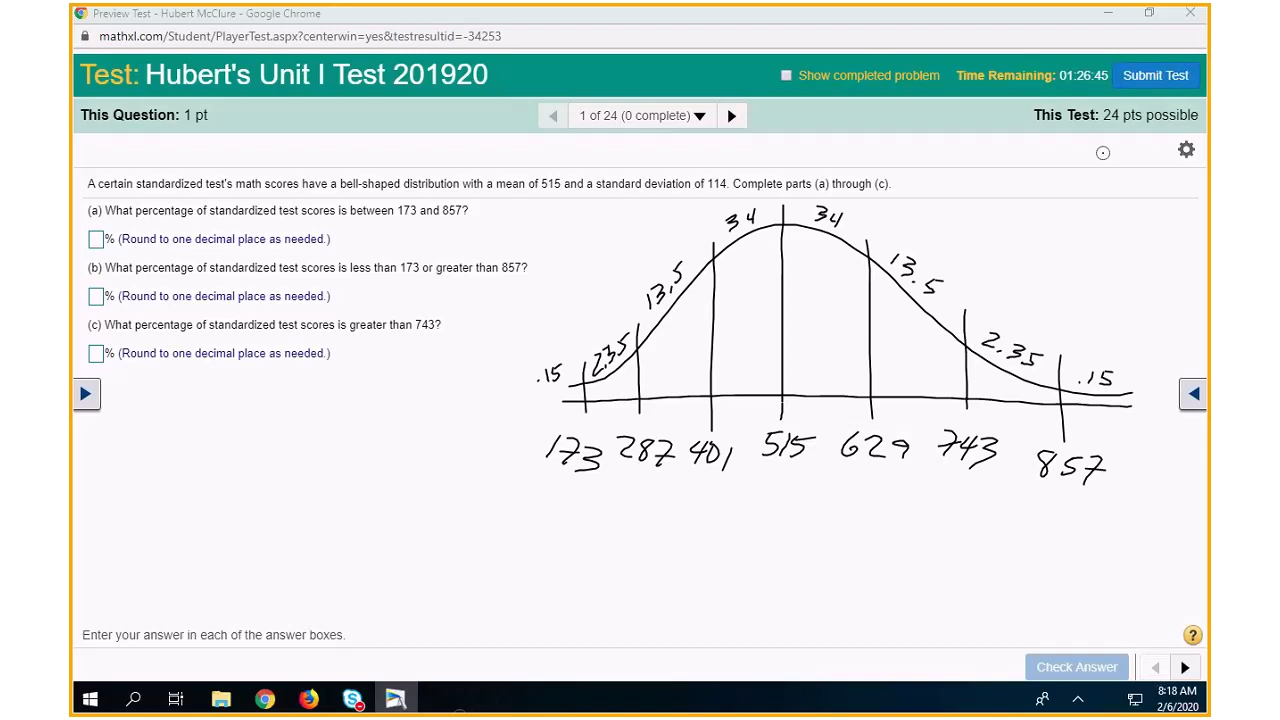 Preview Test - Hubert McClure - Google Chrome
mathxl.com/Student/PlayerTest.aspx?centerwin=yes&testresultid=-34253
Test: Hubert's Unit I Test 201920
Show completed problem
Time Remaining: 01:26:45
Submit Test
This Question: 1 pt
1 of 24 (0 complete)
This Test: 24 pts possible
A certain standardized test's math scores have a bell-shaped distribution with a mean of 515 and a standard deviation of 114. Complete parts (a) through (c).
(a) What percentage of standardized test scores is between 173 and 857?
% (Round to one decimal place as needed.)
(b) What percentage of standardized test scores is less than 173 or greater than 857?
% (Round to one decimal place as needed.)
(c) What percentage of standardized test scores is greater than 743?
% (Round to one decimal place as needed.)
.15 2.35 13.5 34 34 13.5 2.35 .15
173 287 401 515 629 743 857
Enter your answer in each of the answer boxes.
?
Check Answer
8:18 AM
2/6/2020